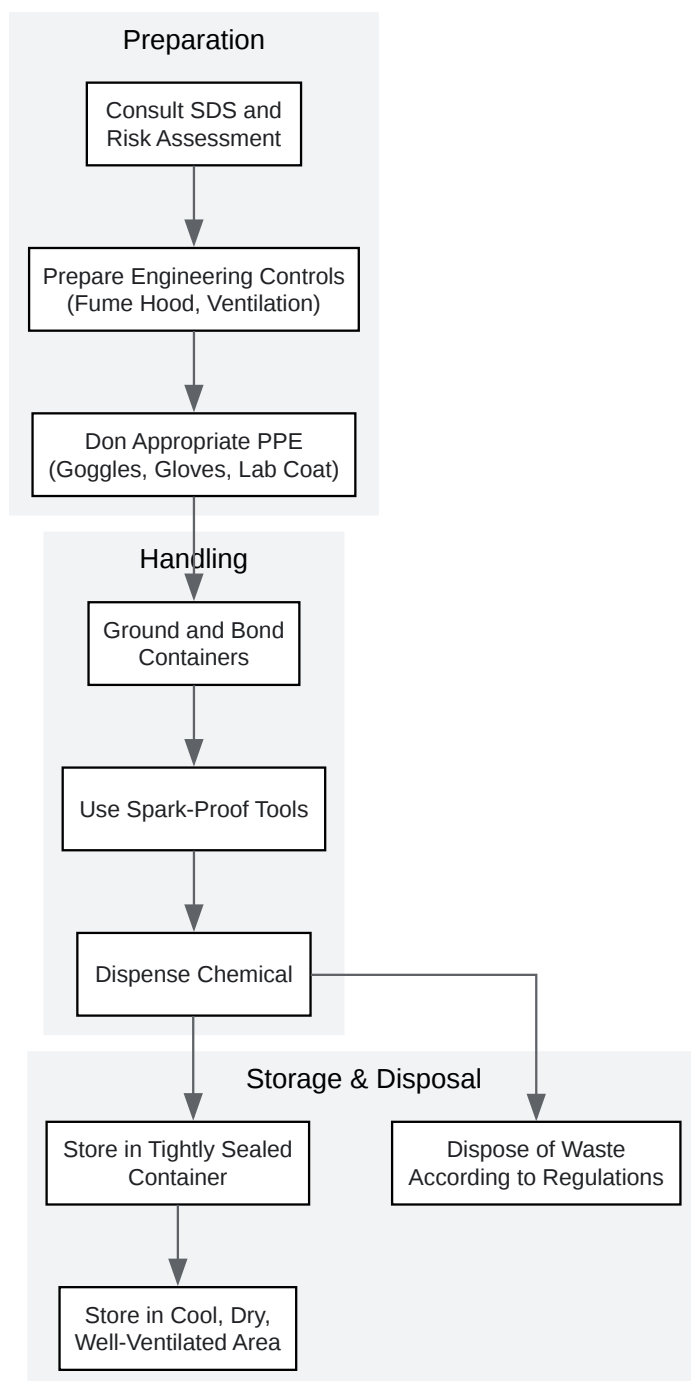 Preparation
Consult SDS and
Risk Assessment
Prepare Engineering Controls
(Fume Hood, Ventilation)
Don Appropriate PPE
(Goggles, Gloves, Lab Coat)
Handling
Ground and Bond
Containers
Use Spark-Proof Tools
Dispense Chemical
Storage & Disposal
Store in Tightly Sealed
Container
Dispose of Waste
According to Regulations
Store in Cool, Dry,
Well-Ventilated Area